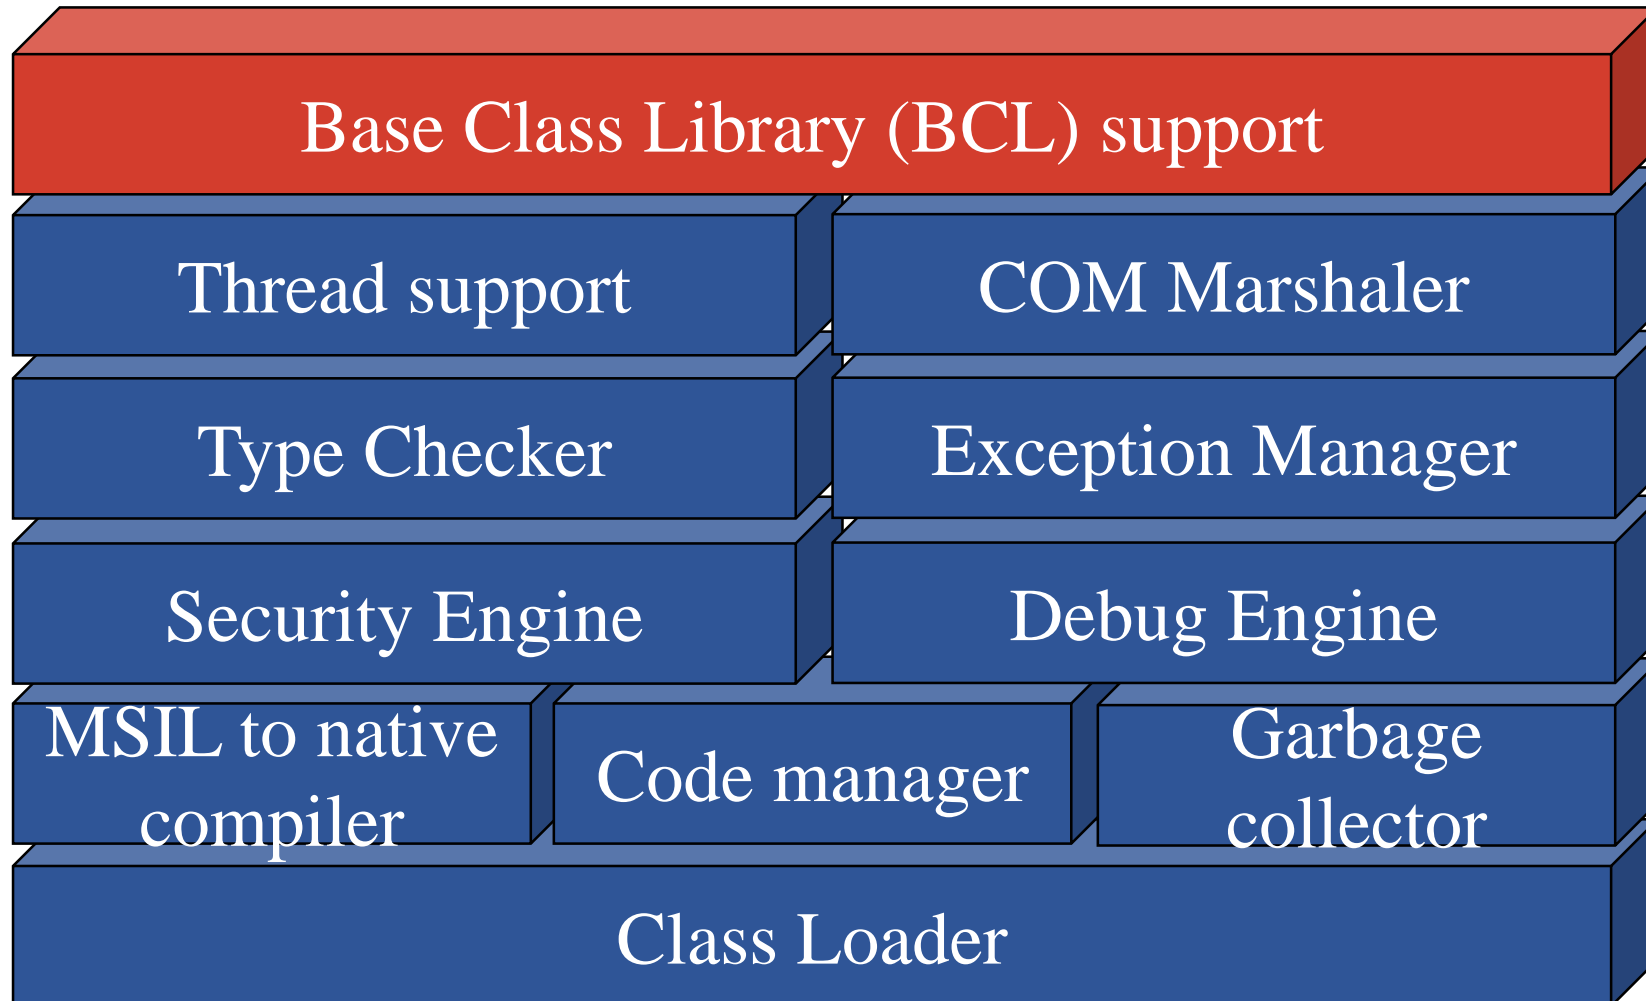 Base Class Library (BCL) support
Thread support
COM Marshaler
Type Checker
Exception Manager
Security Engine
Debug Engine
MSIL to native
compiler
Code manager
Garbage
collector
Class Loader